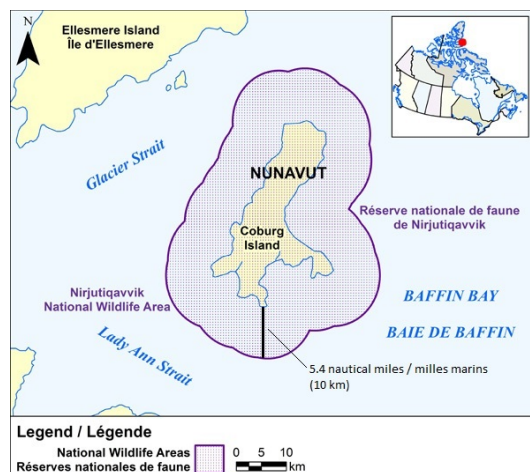 N
Ellesmere Island
Île d'Ellesmere
Glacier Strait
NUNAVUT
Coburg
Island
Réserve nationale de faune
de Nirjutiqavvik
Nirjutiqavvik
National Wildlife Area
BAFFIN BAY
BAIE DE BAFFIN
Lady Ann Strait
5.4 nautical miles / milles marins
(10 km)
Legend / Légende
National Wildlife Areas
Réserves nationales de faune
0 5 10
km